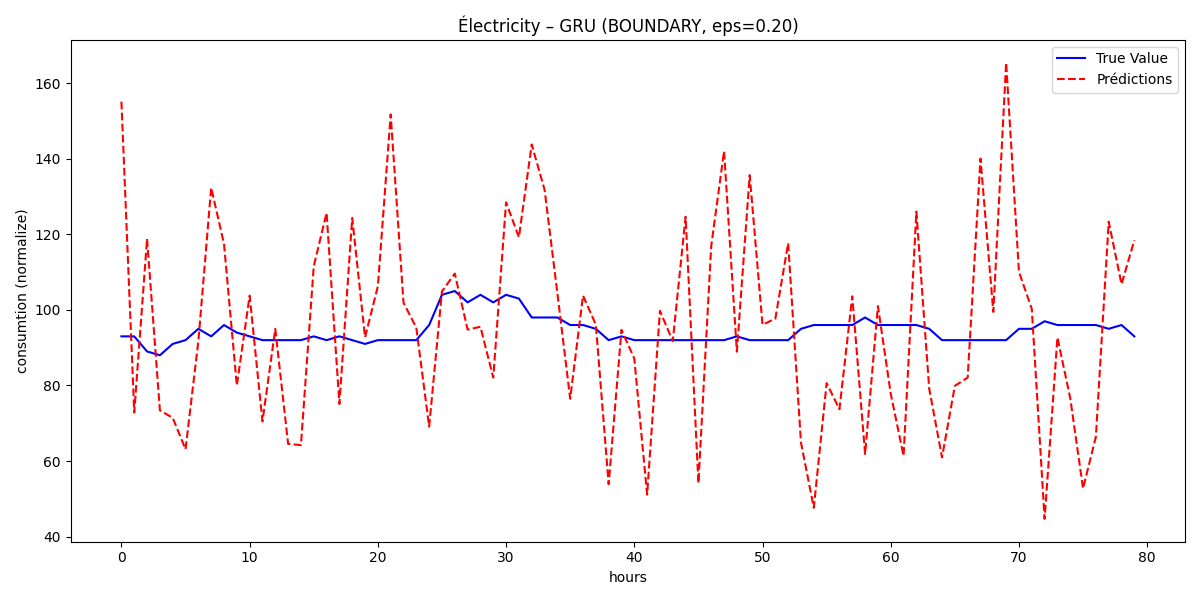 Électricity – GRU (BOUNDARY, eps=0.20)
True Value
Prédictions
consumtion (normalize)
160
140
120
100
80
60
40
0 10 20 30 40 50 60 70 80
hours